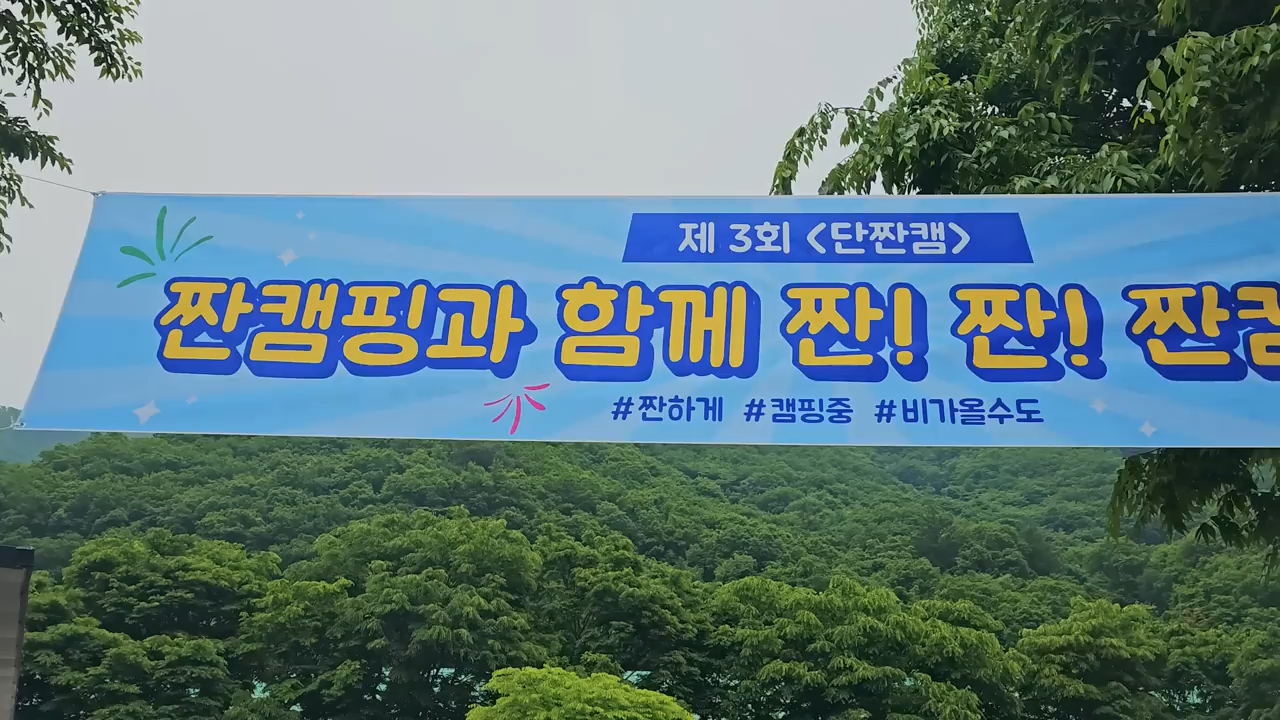 제 3회 <단짠캠>
짠캠핑과 함께 짠! 짠! 짠캠
#짠하게 #캠핑중 #비가올수도